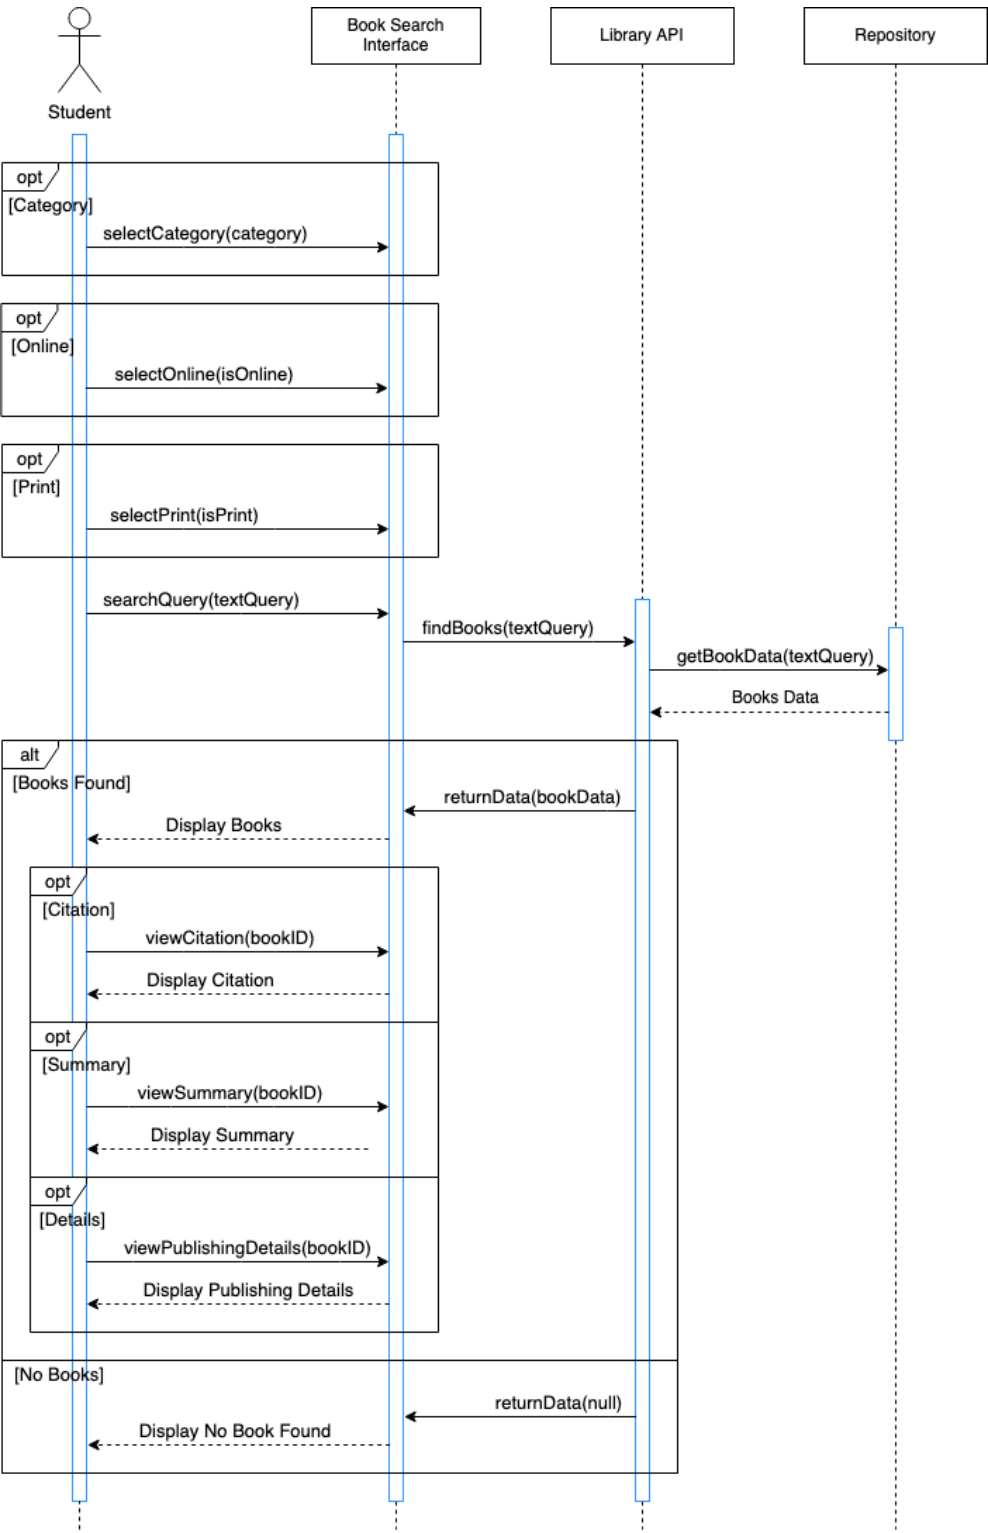 Book Search
Interface
Library API
Repository
Student
opt
[Category]
selectCategory(category)
opt
[Online]
selectOnline(isOnline)
opt
[Print]
selectPrint(isPrint)
searchQuery(textQuery)
findBooks(textQuery)
getBookData(textQuery)
Books Data
alt
[Books Found]
returnData(bookData)
Display Books
opt
[Citation]
viewCitation(bookID)
Display Citation
opt
[Summary]
viewSummary(bookID)
Display Summary
opt
[Details]
viewPublishingDetails(bookID)
Display Publishing Details
[No Books]
returnData(null)
Display No Book Found